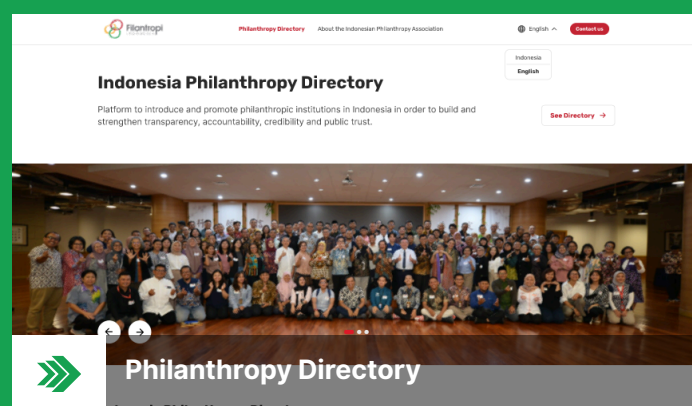 Filantropi
Philanthropy Directory
About the Indonesian Philanthropy Association
English
Contact us
Indonesia
English
Indonesia Philanthropy Directory
Platform to introduce and promote philanthropic institutions in Indonesia in order to build and
strengthen transparency, accountability, credibility and public trust.
See Directory →
← →
Philanthropy Directory